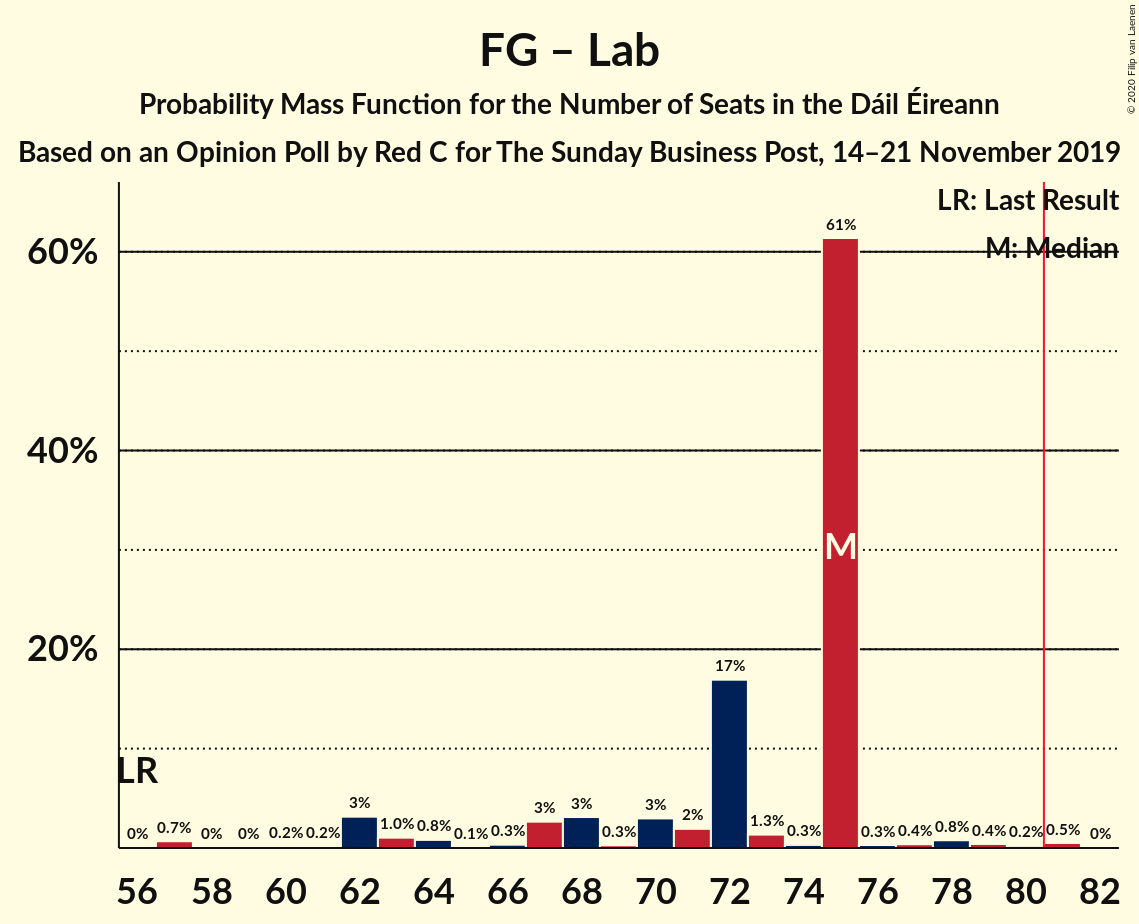 FG – Lab
Probability Mass Function for the Number of Seats in the Dáil Éireann
Based on an Opinion Poll by Red C for The Sunday Business Post, 14–21 November 2019
© 2020 Filip van Laenen
LR: Last Result
M: Median
60%
40%
20%
61%
M
17%
LR
0% 0.7% 0% 0% 0.2% 0.2% 3% 1.0% 0.8% 0.1% 0.3% 3% 3% 0.3% 3% 2% 1.3% 0.3% 0.3% 0.4% 0.8% 0.4% 0.2% 0.5% 0%
56 58 60 62 64 66 68 70 72 74 76 78 80 82